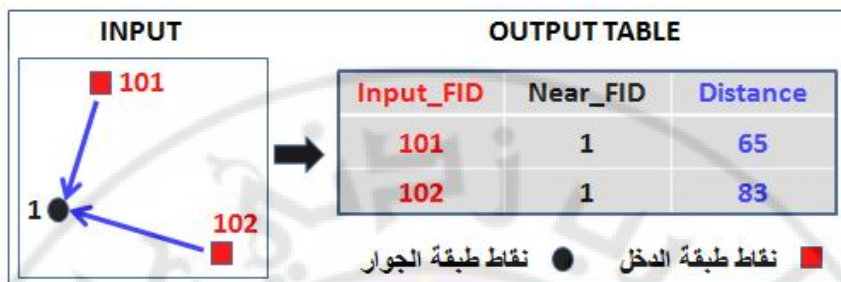 INPUT
101
1
102
OUTPUT TABLE
Input_FID Near_FID Distance
101 1 65
102 1 83
نقاط طبقة الدخل نقاط طبقة الجوار